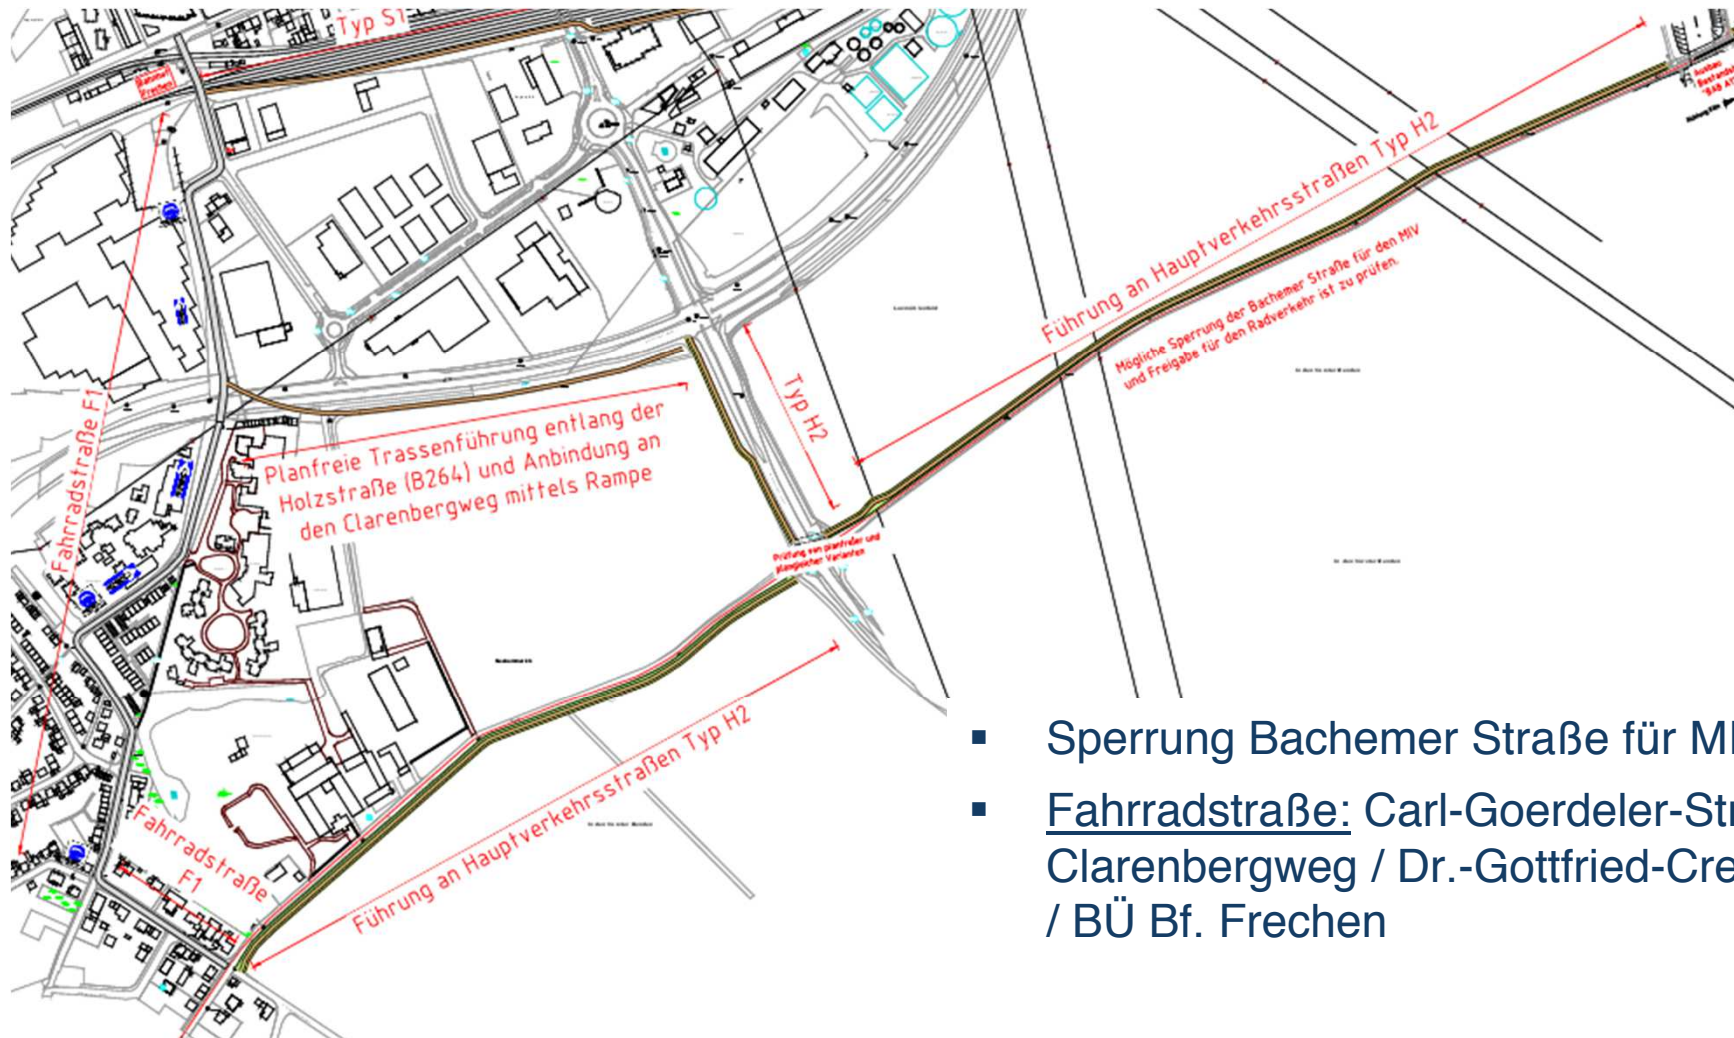 Typ S1
Bahnhof
Frechen
Führung an Hauptverkehrsstraßen Typ H2
Mögliche Sperrung der Bachemer Straße für den MIV
und Freigabe für den Radverkehr ist zu prüfen.
Ausbau
Typ H2
Fahrradstraße F1
Planfreie Trassenführung entlang der
Holzstraße (B264) und Anbindung an
den Clarenbergweg mittels Rampe
Prüfung von planfreier und
plangleicher Varianten
Führung an Hauptverkehrsstraßen Typ H2
Fahrradstraße
F1
▪ Sperrung Bachemer Straße für MI
▪ Fahrradstraße: Carl-Goerdeler-Str
Clarenbergweg / Dr.-Gottfried-Cre
/ BÜ Bf. Frechen